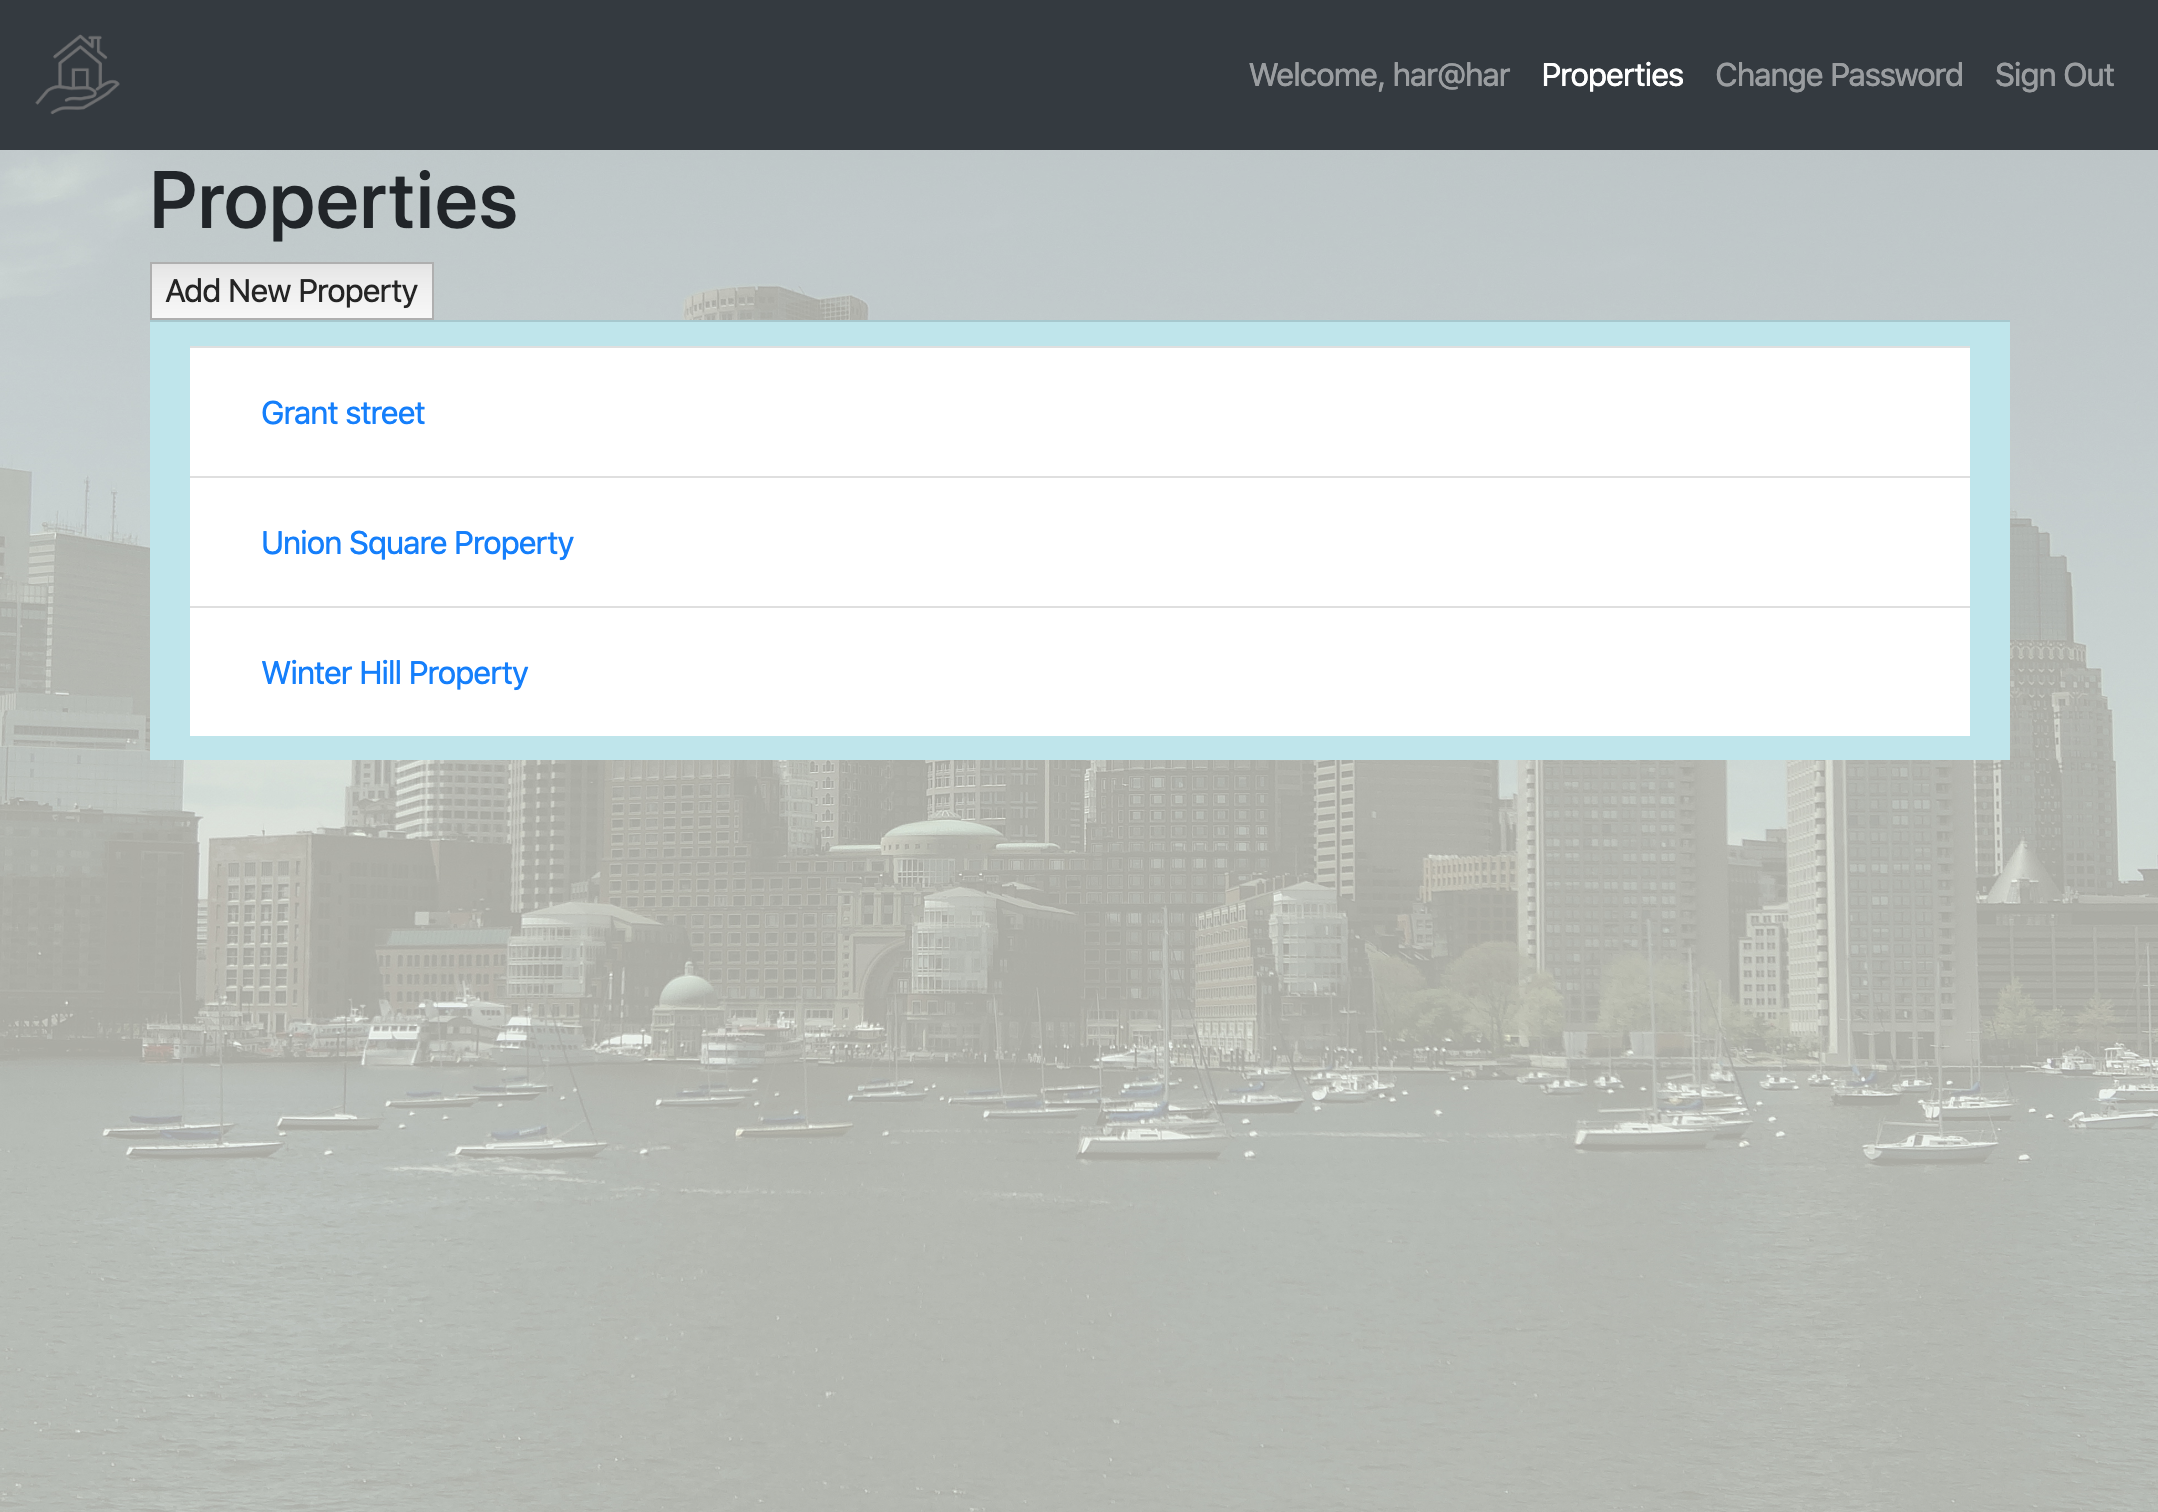 Welcome, har@har Properties Change Password Sign Out
Properties
Add New Property
Grant street
Union Square Property
Winter Hill Property